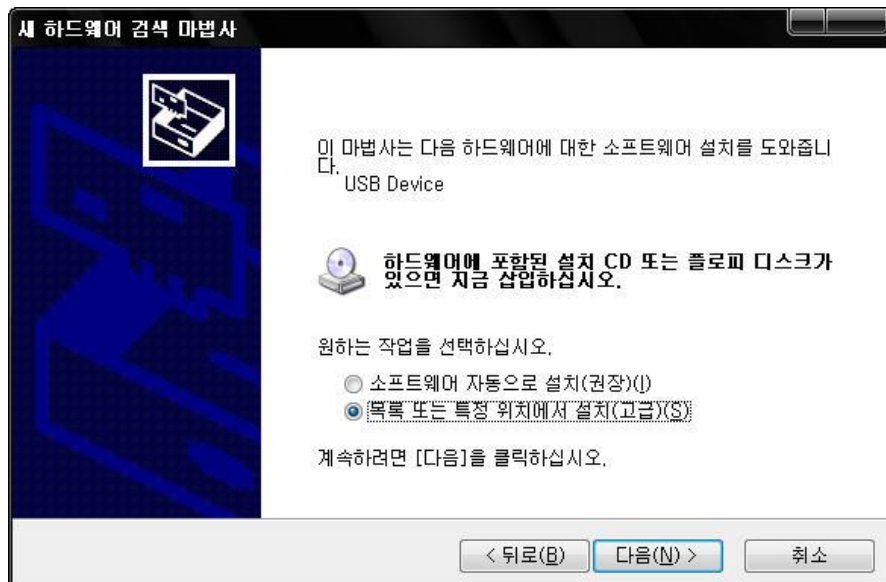 새 하드웨어 검색 마법사
이 마법사는 다음 하드웨어에 대한 소프트웨어 설치를 도와줍니
다.
USB Device
하드웨어에 포함된 설치 CD 또는 플로피 디스크가
있으면 지금 삽입하십시오.
원하는 작업을 선택하십시오.
소프트웨어 자동으로 설치(권장)(I)
목록 또는 특정 위치에서 설치(고급)(S)
계속하려면 [다음]을 클릭하십시오.
< 뒤로(B) 다음(N) > 취소